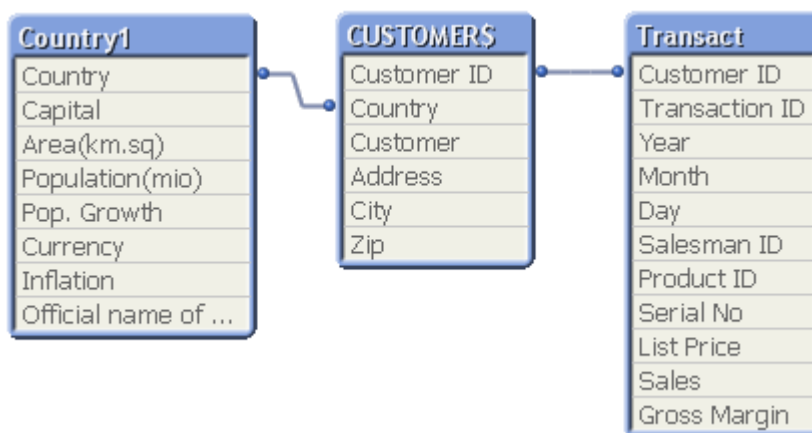 Country1
Country
Capital
Area(km.sq)
Population(mio)
Pop. Growth
Currency
Inflation
Official name of ...
CUSTOMER$
Customer ID
Country
Customer
Address
City
Zip
Transact
Customer ID
Transaction ID
Year
Month
Day
Salesman ID
Product ID
Serial No
List Price
Sales
Gross Margin